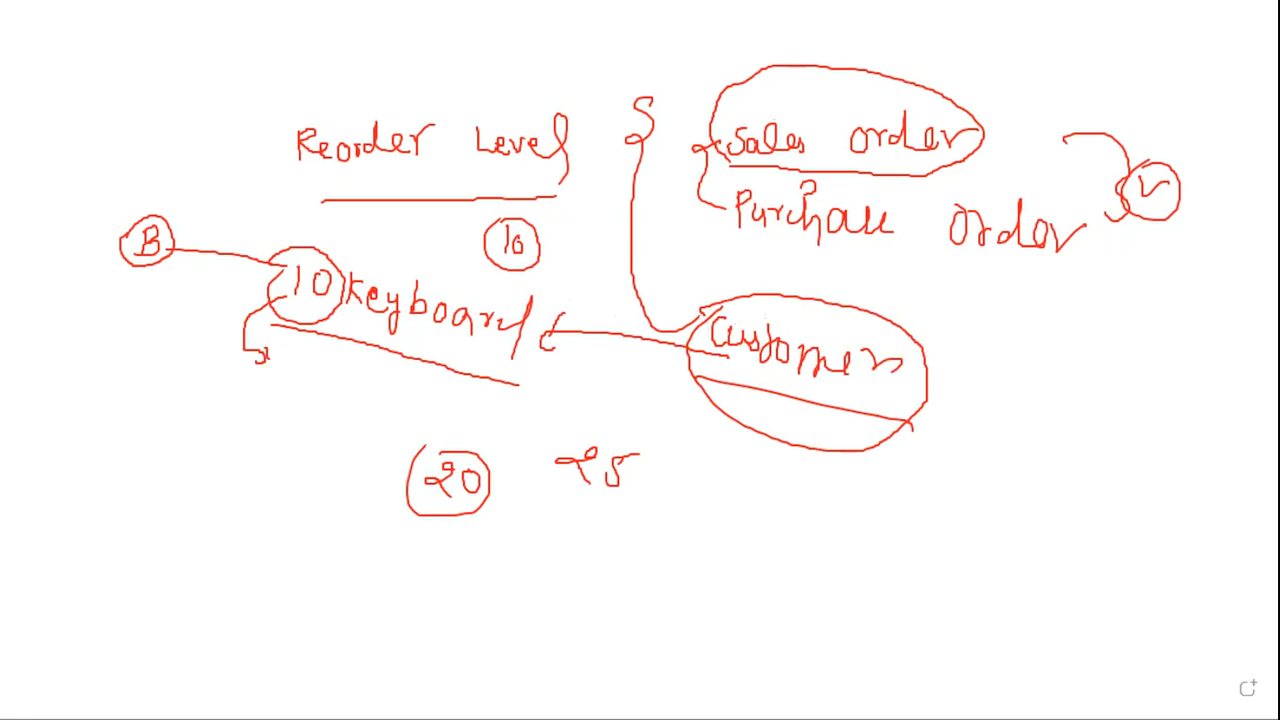 Reorder Level S Sales order
Purchase order
B 10
10 Keyboard Customer
20 25